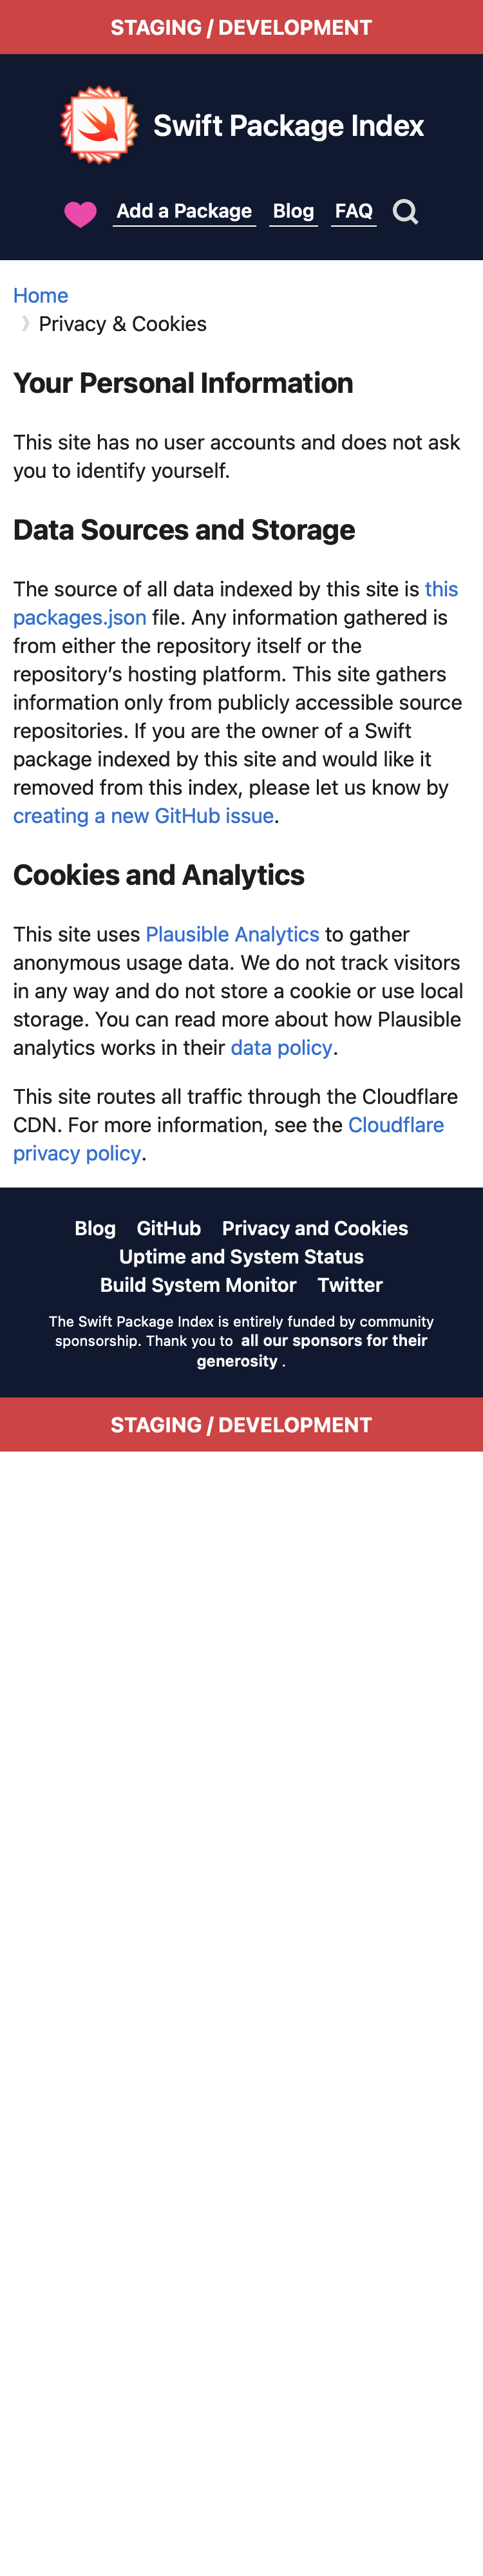 STAGING / DEVELOPMENT
Swift Package Index
Add a Package Blog FAQ
Home
》 Privacy & Cookies
Your Personal Information
This site has no user accounts and does not ask
you to identify yourself.
Data Sources and Storage
The source of all data indexed by this site is this
packages.json file. Any information gathered is
from either the repository itself or the
repository’s hosting platform. This site gathers
information only from publicly accessible source
repositories. If you are the owner of a Swift
package indexed by this site and would like it
removed from this index, please let us know by
creating a new GitHub issue.
Cookies and Analytics
This site uses Plausible Analytics to gather
anonymous usage data. We do not track visitors
in any way and do not store a cookie or use local
storage. You can read more about how Plausible
analytics works in their data policy.
This site routes all traffic through the Cloudflare
CDN. For more information, see the Cloudflare
privacy policy.
Blog GitHub Privacy and Cookies
Uptime and System Status
Build System Monitor Twitter
The Swift Package Index is entirely funded by community
sponsorship. Thank you to all our sponsors for their
generosity .
STAGING / DEVELOPMENT